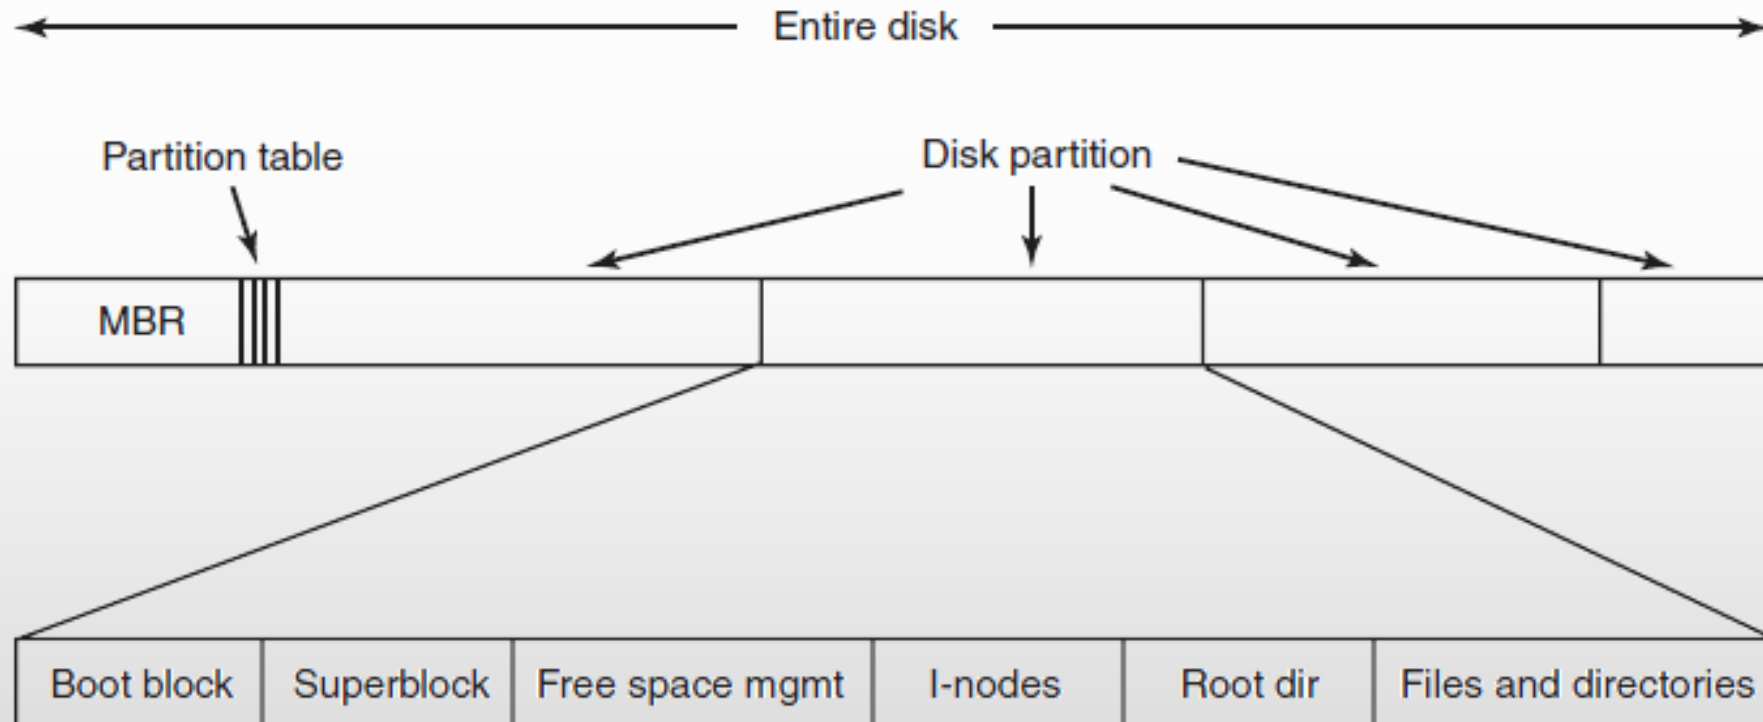 Entire disk
Partition table
Disk partition
MBR
Boot block
Superblock
Free space mgmt
I-nodes
Root dir
Files and directories